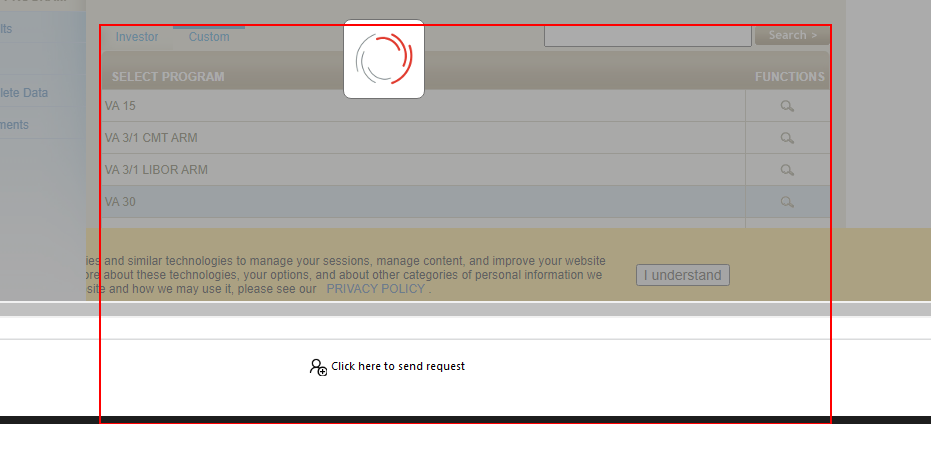 lts
Investor
Custom
Search >
SELECT PROGRAM
FUNCTIONS
lete Data
VA 15
ments
VA 3/1 CMT ARM
VA 3/1 LIBOR ARM
VA 30
ies and similar technologies to manage your sessions, manage content, and improve your website
ore about these technologies, your options, and about other categories of personal information we
site and how we may use it, please see our PRIVACY POLICY .
I understand
Click here to send request